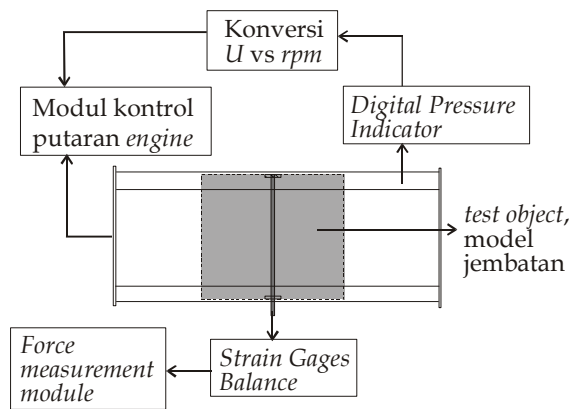 Konversi
U vs rpm
Modul kontrol
putaran engine
Digital Pressure
Indicator
test object,
model
jembatan
Force
measurement
module
Strain Gages
Balance